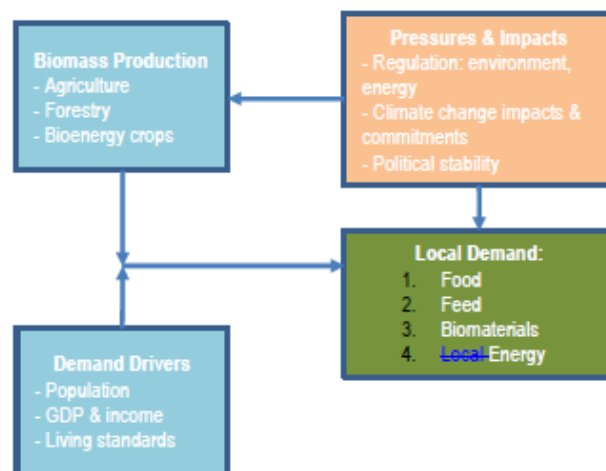 Biomass Production
- Agriculture
- Forestry
- Bioenergy crops
Pressures & Impacts
- Regulation: environment,
energy
- Climate change impacts &
commitments
- Political stability
Local Demand:
1. Food
2. Feed
3. Biomaterials
4. Local Energy
Demand Drivers
- Population
- GDP & income
- Living standards